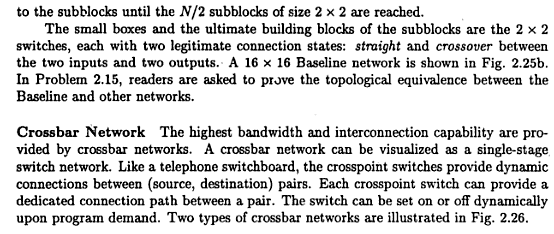 to the subblocks until the N/2 subblocks of size 2 × 2 are reached.
The small boxes and the ultimate building blocks of the subblocks are the 2 × 2
switches, each with two legitimate connection states: straight and crossover between
the two inputs and two outputs. A 16 × 16 Baseline network is shown in Fig. 2.25b.
In Problem 2.15, readers are asked to prove the topological equivalence between the
Baseline and other networks.
Crossbar Network The highest bandwidth and interconnection capability are pro-
vided by crossbar networks. A crossbar network can be visualized as a single-stage
switch network. Like a telephone switchboard, the crosspoint switches provide dynamic
connections between (source, destination) pairs. Each crosspoint switch can provide a
dedicated connection path between a pair. The switch can be set on or off dynamically
upon program demand. Two types of crossbar networks are illustrated in Fig. 2.26.